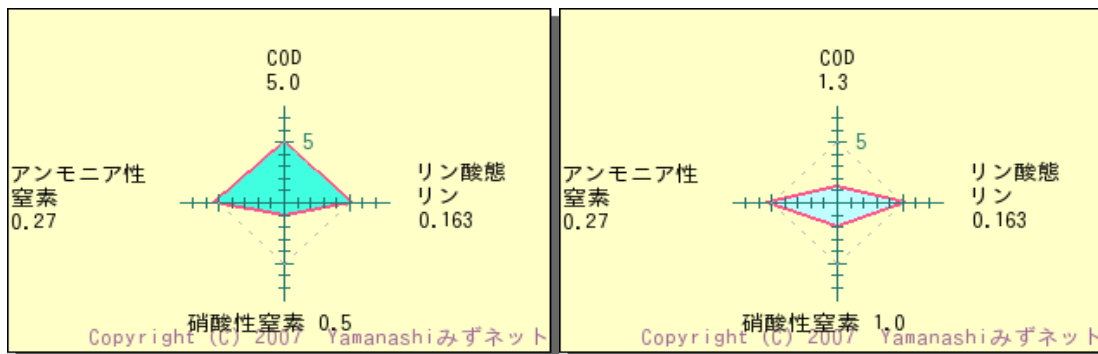 COD
5.0
5
アンモニア性
窒素
0.27
リン酸態
リン
0.163
硝酸性窒素 0.5
Copyright (C) 2007 Yamanashiみずネット
COD
1.3
5
アンモニア性
窒素
0.27
リン酸態
リン
0.163
硝酸性窒素 1.0
Copyright (C) 2007 Yamanashiみずネット